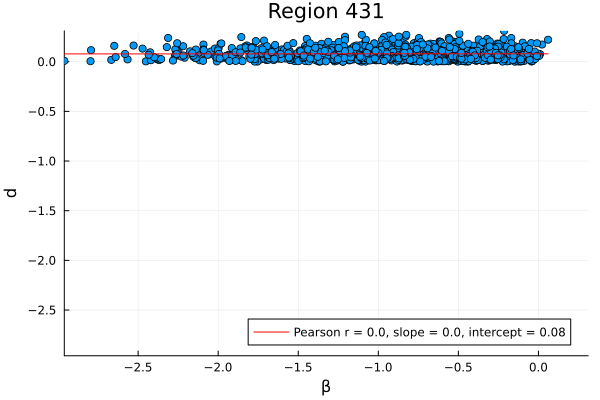 Region 431
0.0
−0.5
−1.0
−1.5
−2.0
−2.5
d
Pearson r = 0.0, slope = 0.0, intercept = 0.08
−2.5 −2.0 −1.5 −1.0 −0.5 0.0
β